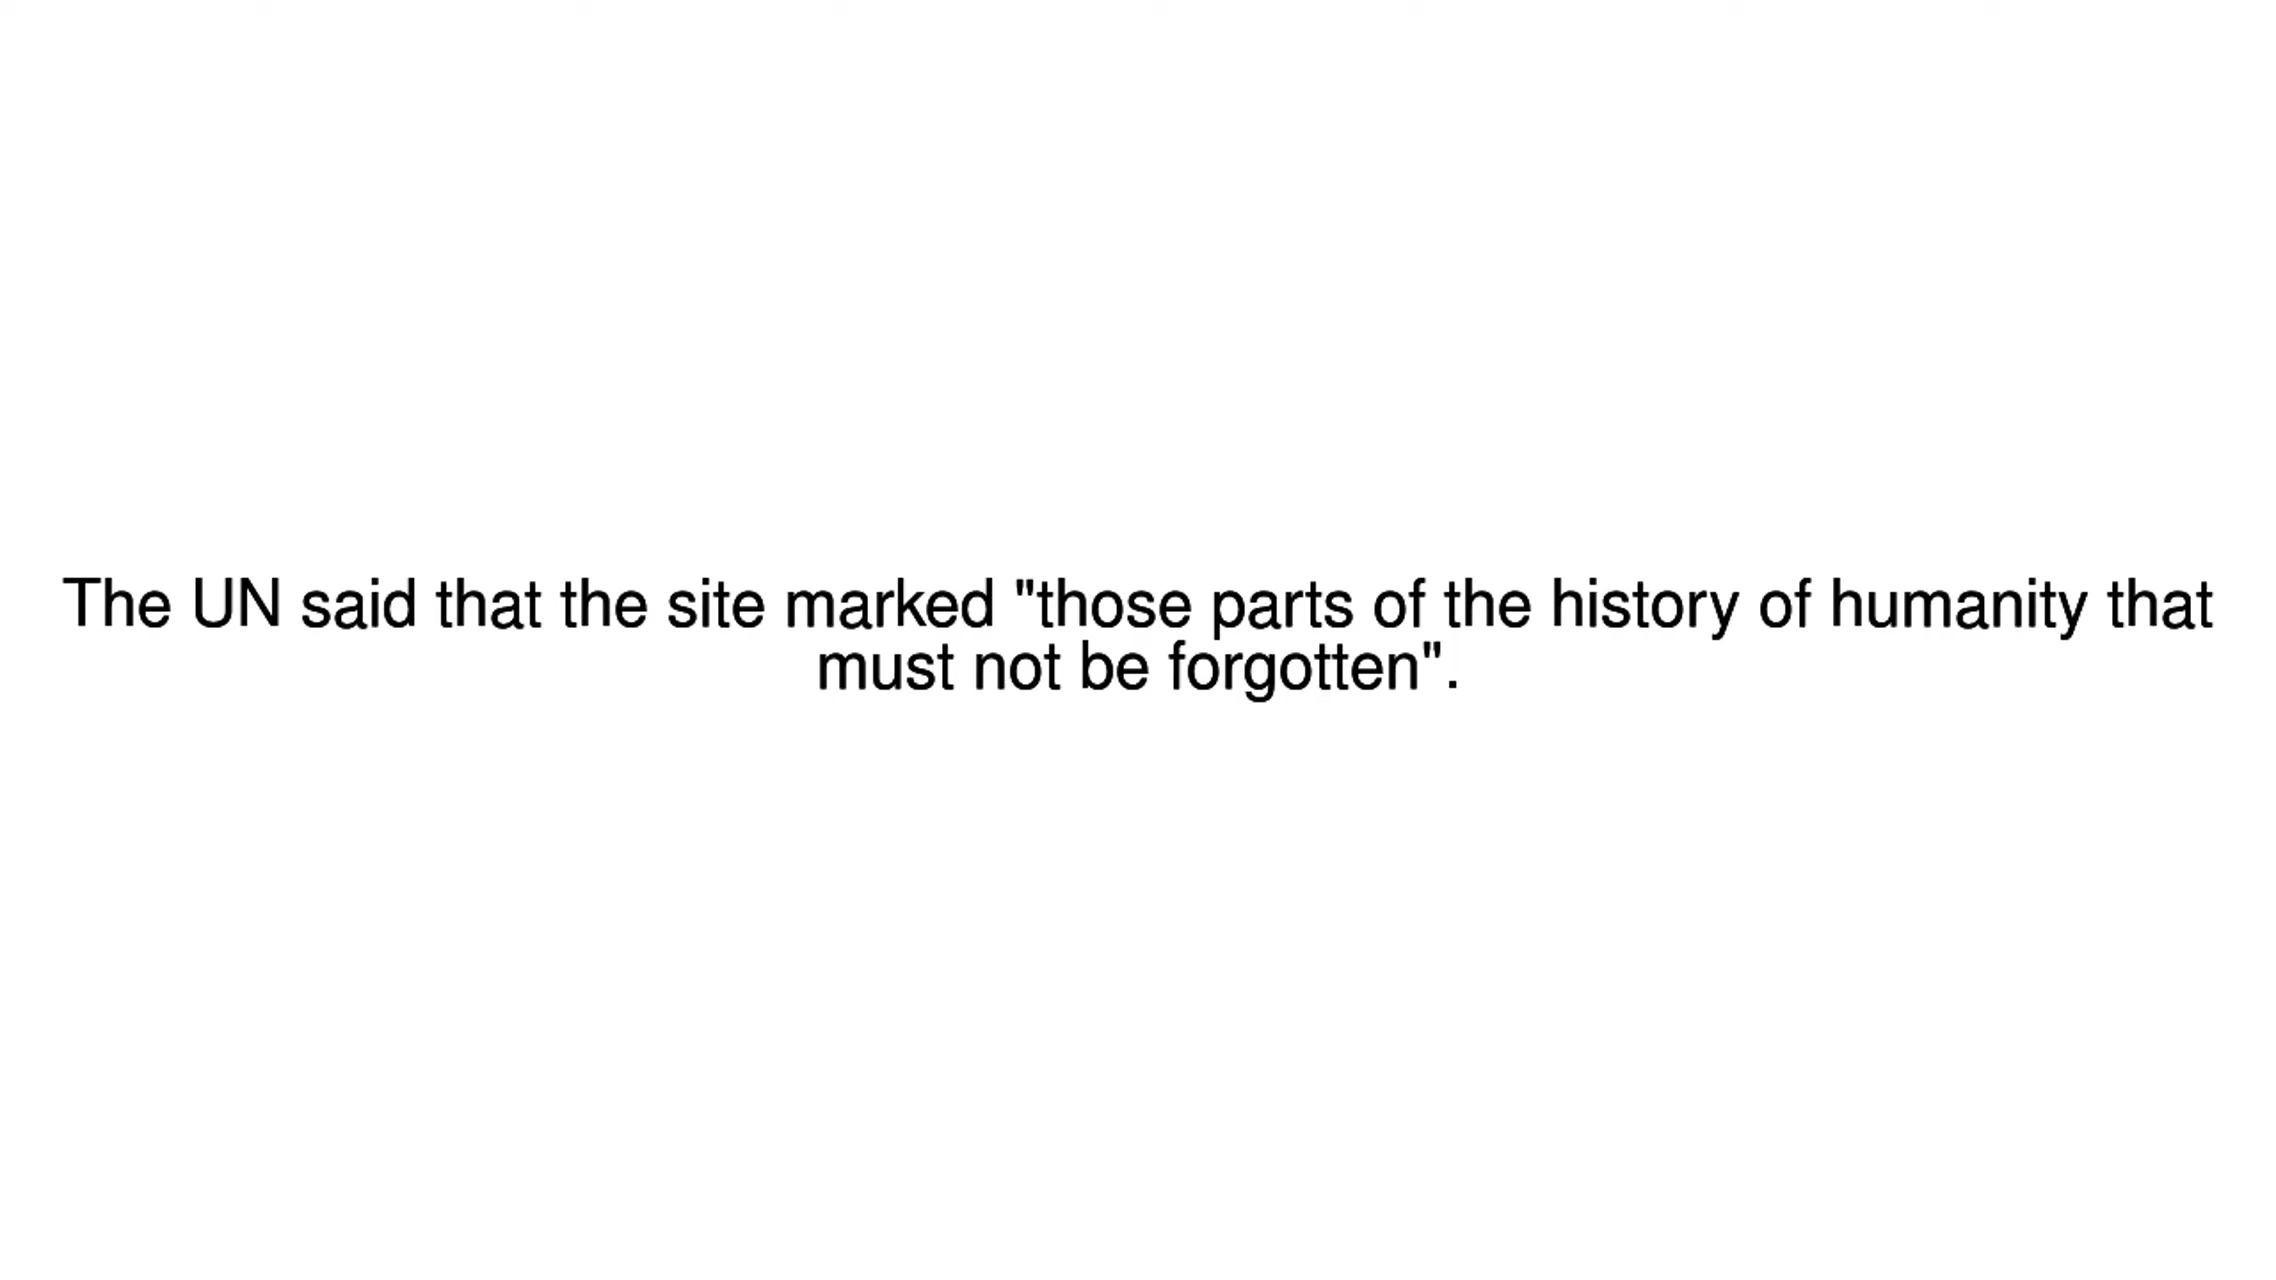 The UN said that the site marked "those parts of the history of humanity that
must not be forgotten".